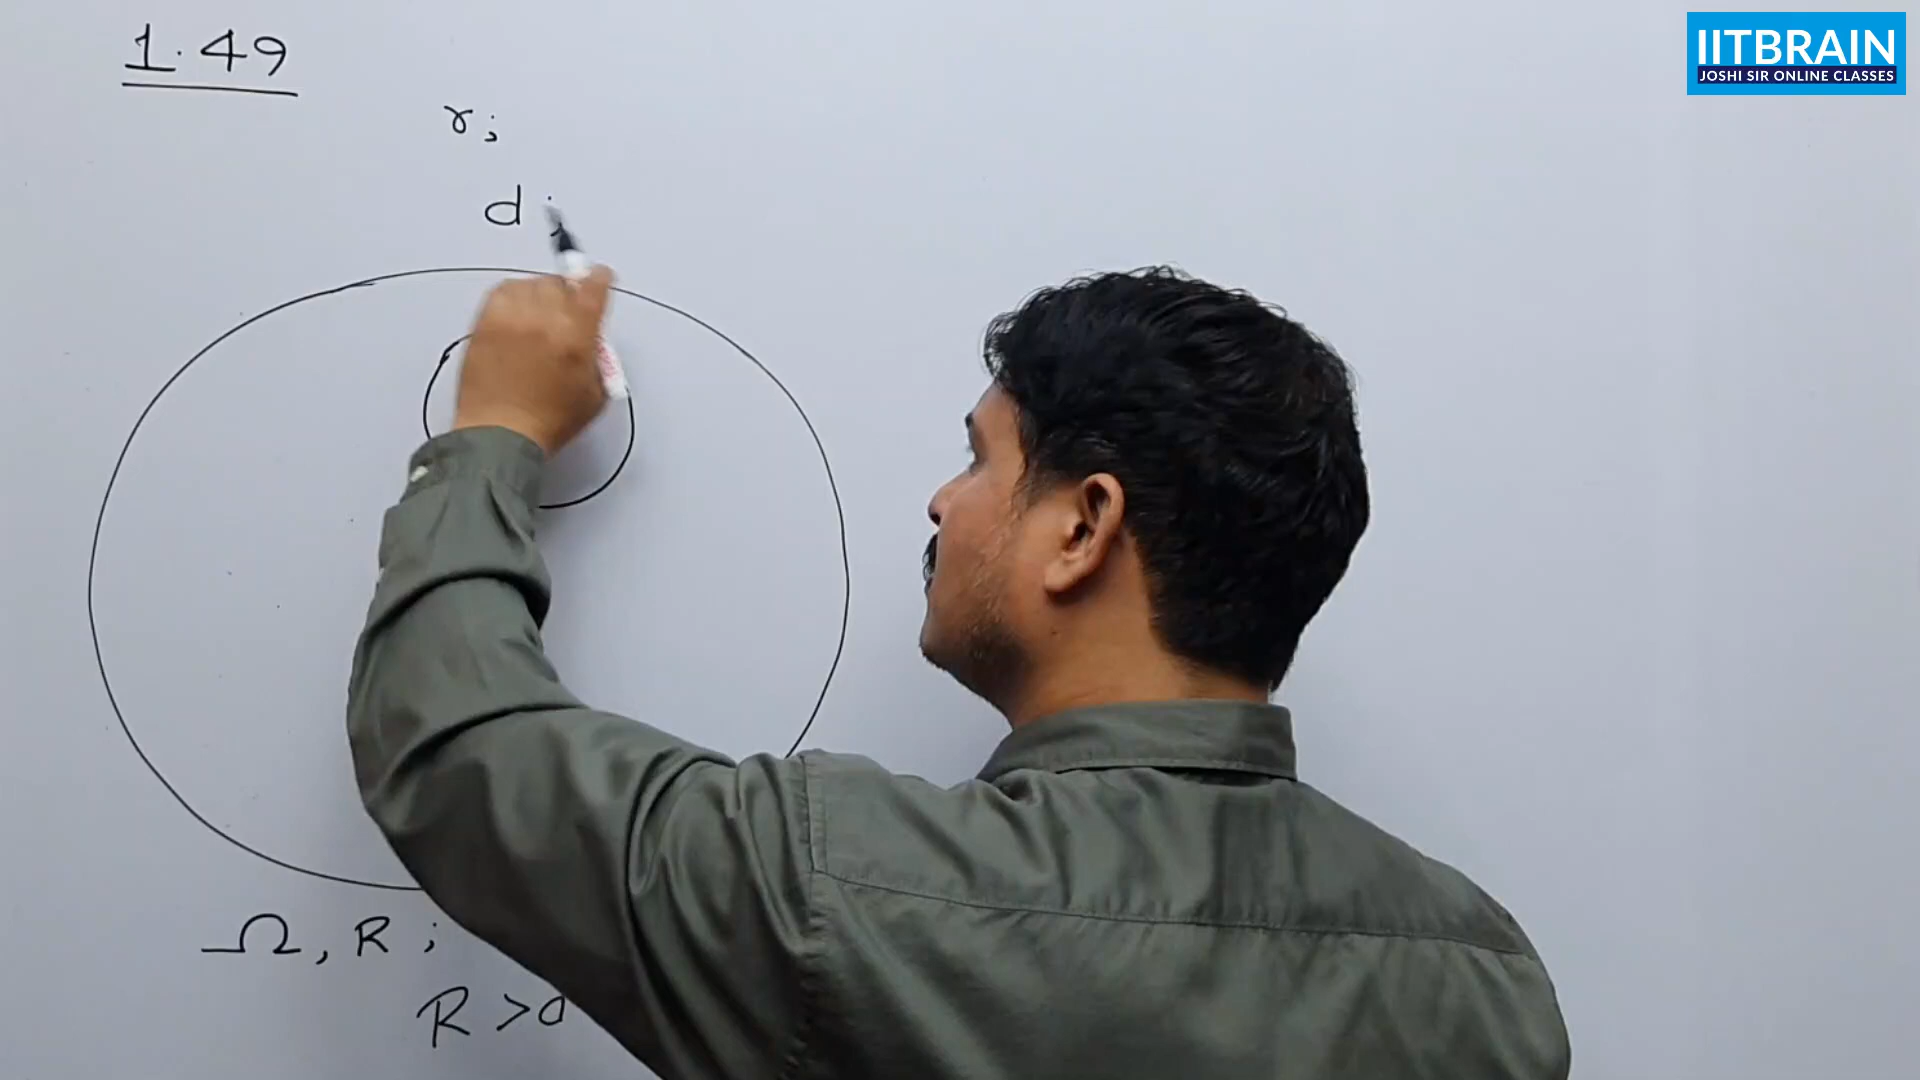 1.49
IITBRAIN
JOSHI SIR ONLINE CLASSES
r;
d;
Ω, R;
R >